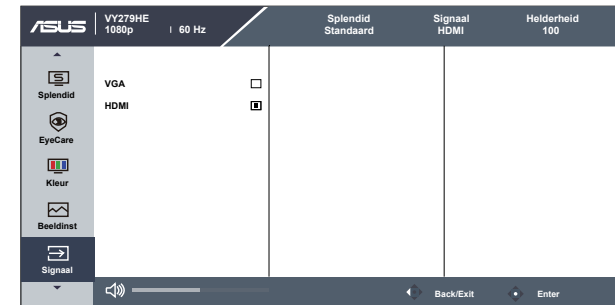 ASUS
VY279HE
1080p | 60 Hz
Splendid
Standaard
Signaal
HDMI
Helderheid
100
Splendid
EyeCare
Kleur
Beeldinst
Signaal
VGA
HDMI
Back/Exit
Enter